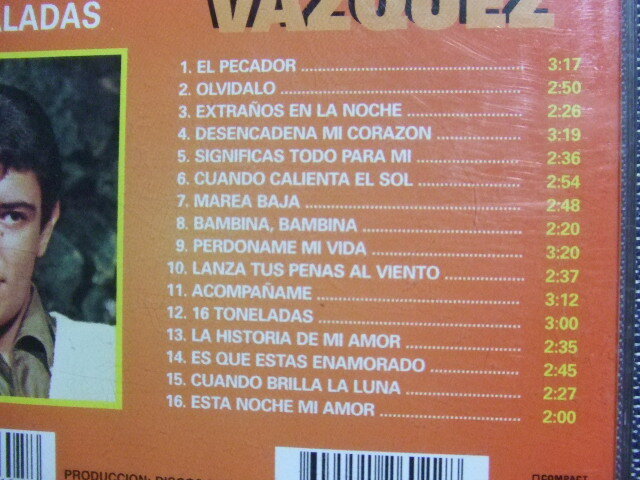 ALADAS
VAZQUEZ
1. EL PECADOR 3:17
2. OLVIDALO 2:50
3. EXTRAÑOS EN LA NOCHE 2:26
4. DESENCADENA MI CORAZON 3:19
5. SIGNIFICAS TODO PARA MI 2:36
6. CUANDO CALIENTA EL SOL 2:54
7. MAREA BAJA 2:48
8. BAMBINA, BAMBINA 2:20
9. PERDONAME MI VIDA 3:20
10. LANZA TUS PENAS AL VIENTO 2:37
11. ACOMPAÑAME 3:12
12. 16 TONELADAS 3:00
13. LA HISTORIA DE MI AMOR 2:35
14. ES QUE ESTAS ENAMORADO 2:45
15. CUANDO BRILLA LA LUNA 2:27
16. ESTA NOCHE MI AMOR 2:00
PRODUCCION: COMPACT